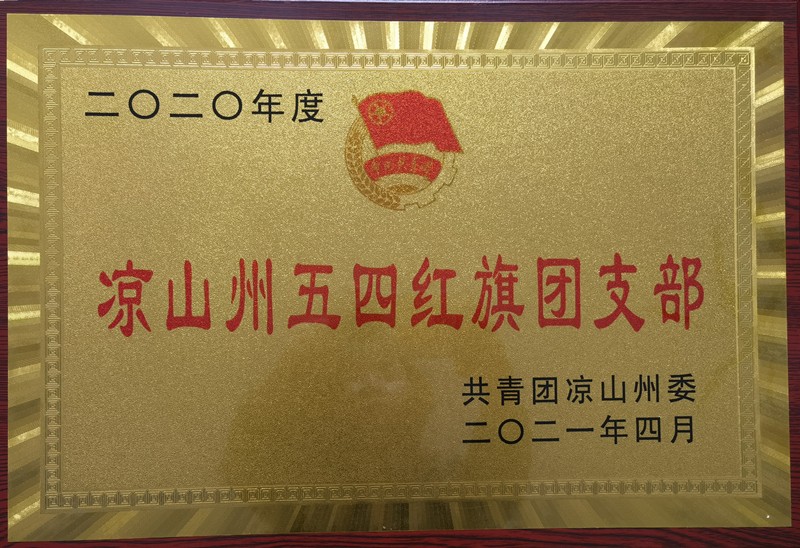 二〇二〇年度
凉山州五四红旗团支部
共青团凉山州委
二〇二一年四月